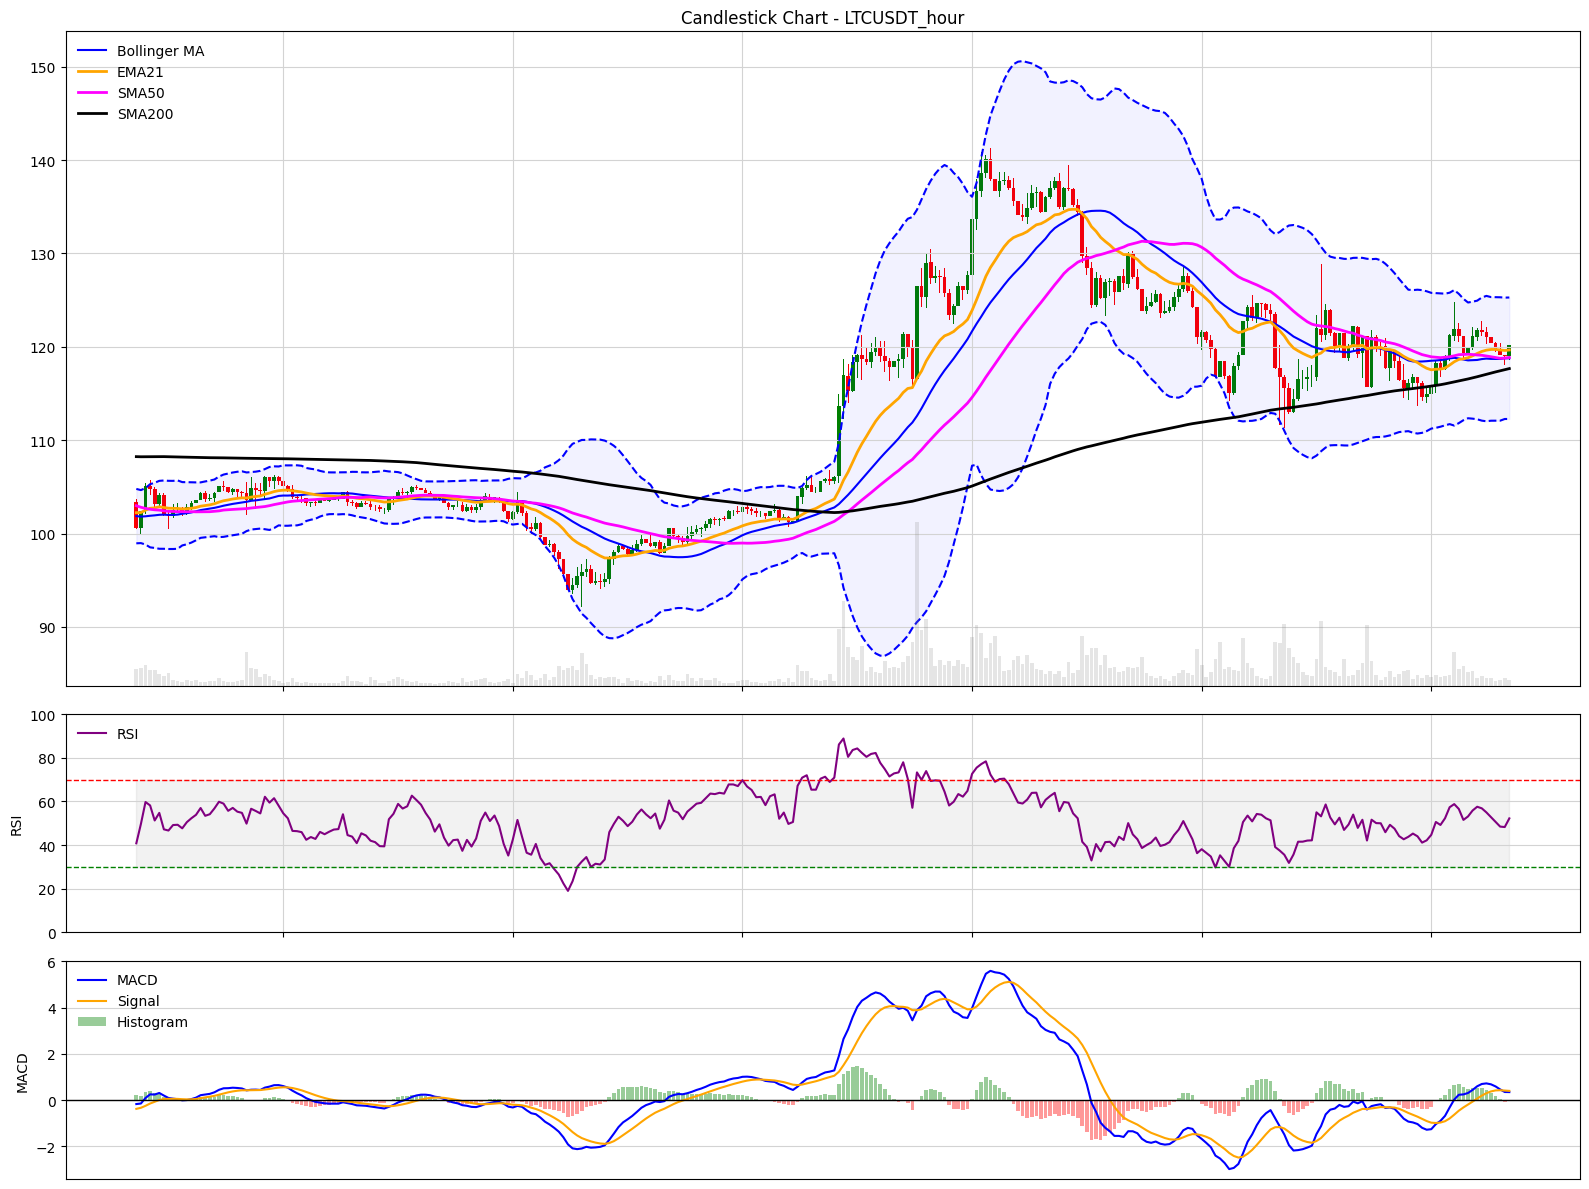 Candlestick Chart - LTCUSDT_hour
Bollinger MA
EMA21
SMA50
SMA200
150
140
130
120
110
100
90
RSI
100
80
60
40
20
0
RSI
MACD
Signal
Histogram
6
4
2
0
−2
MACD